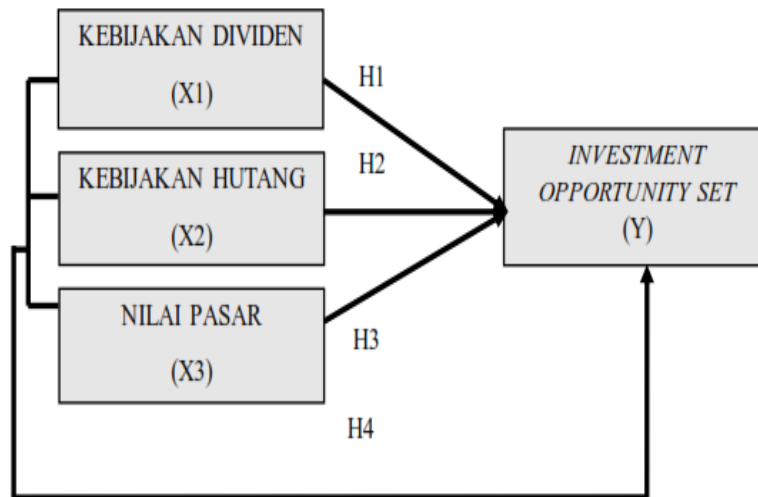 KEBIJAKAN DIVIDEN
(X1)
H1
KEBIJAKAN HUTANG
(X2)
H2
NILAI PASAR
(X3)
H3
H4
INVESTMENT
OPPORTUNITY SET
(Y)